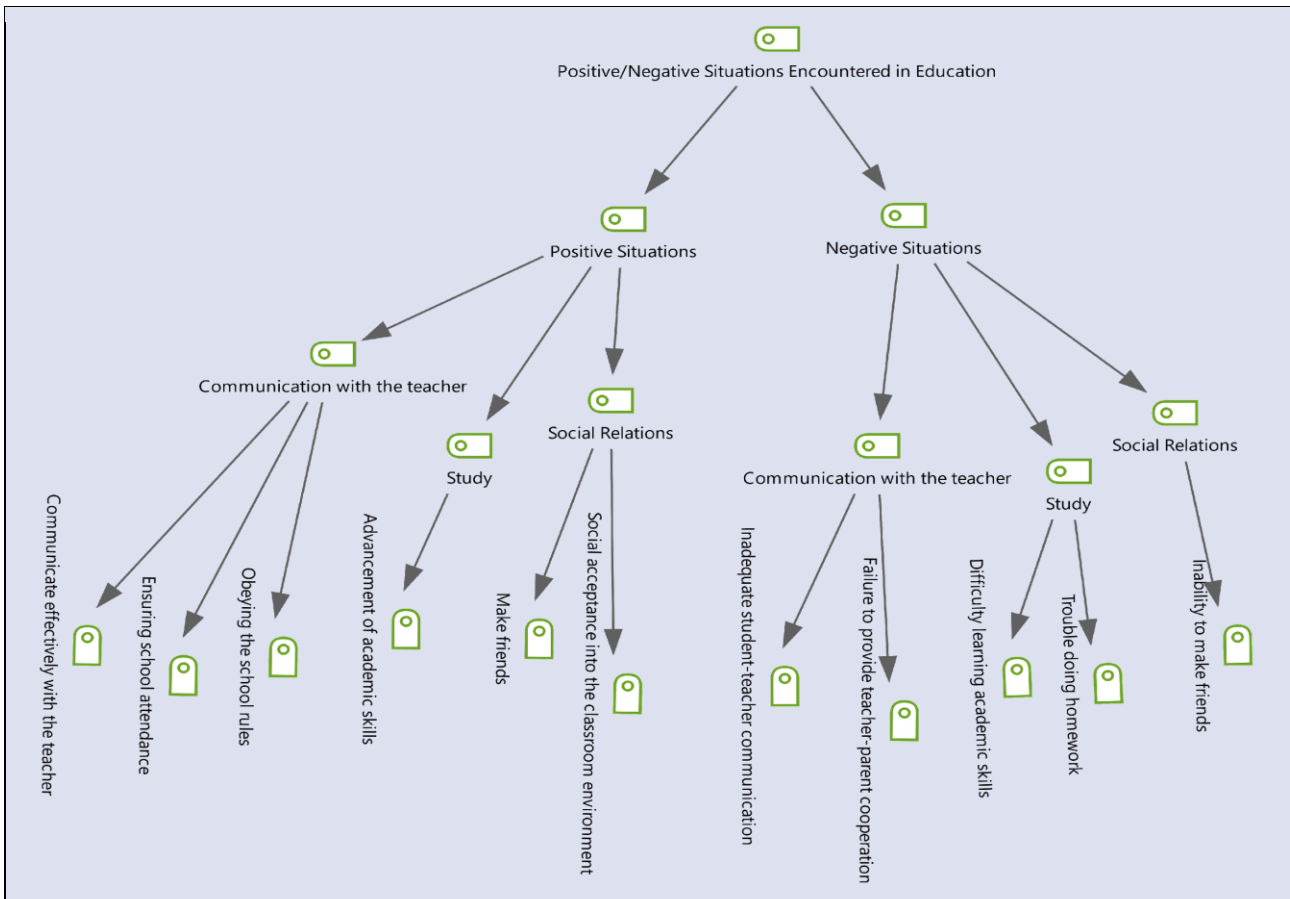 Positive/Negative Situations Encountered in Education
Positive Situations
Negative Situations
Communication with the teacher
Social Relations
Study
Communication with the teacher
Study
Social Relations
Communicate effectively with the teacher
Ensuring school attendance
Obeying the school rules
Advancement of academic skills
Make friends
Social acceptance into the classroom environment
Inadequate student-teacher communication
Failure to provide teacher-parent cooperation
Difficulty learning academic skills
Trouble doing homework
Inability to make friends